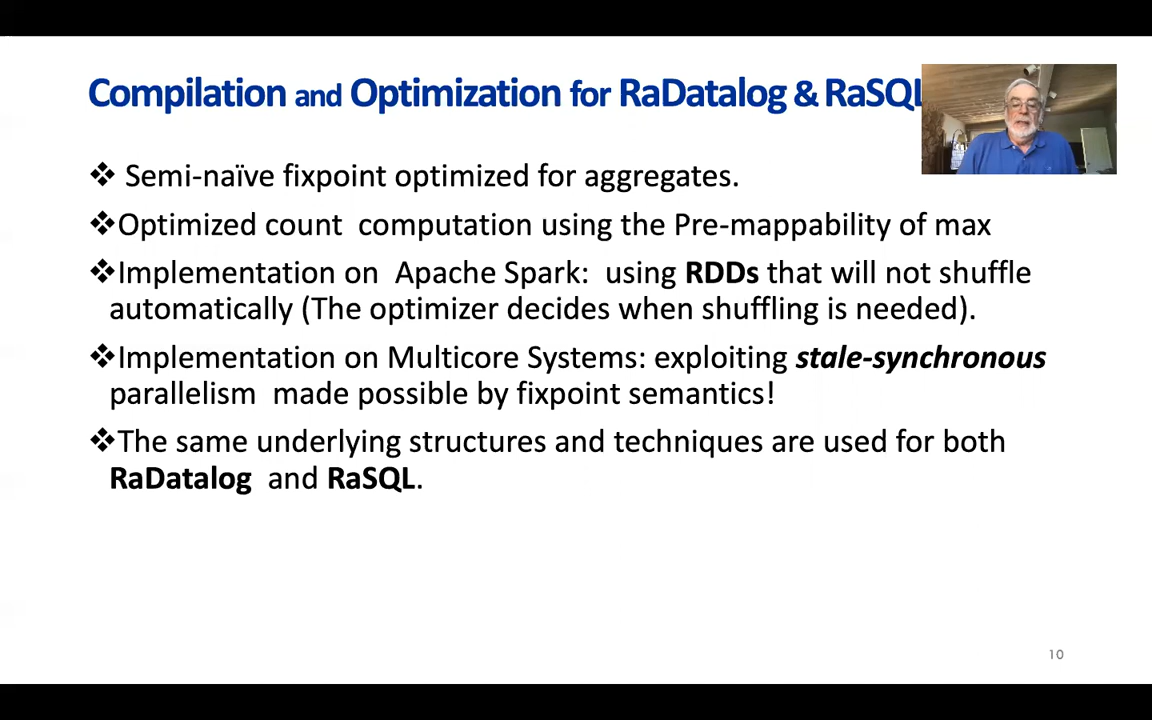 Compilation and Optimization for RaDatalog & RaSQL
❖ Semi-naïve fixpoint optimized for aggregates.
❖Optimized count computation using the Pre-mappability of max
❖Implementation on Apache Spark: using RDDs that will not shuffle
automatically (The optimizer decides when shuffling is needed).
❖Implementation on Multicore Systems: exploiting stale-synchronous
parallelism made possible by fixpoint semantics!
❖The same underlying structures and techniques are used for both
RaDatalog and RaSQL.
10